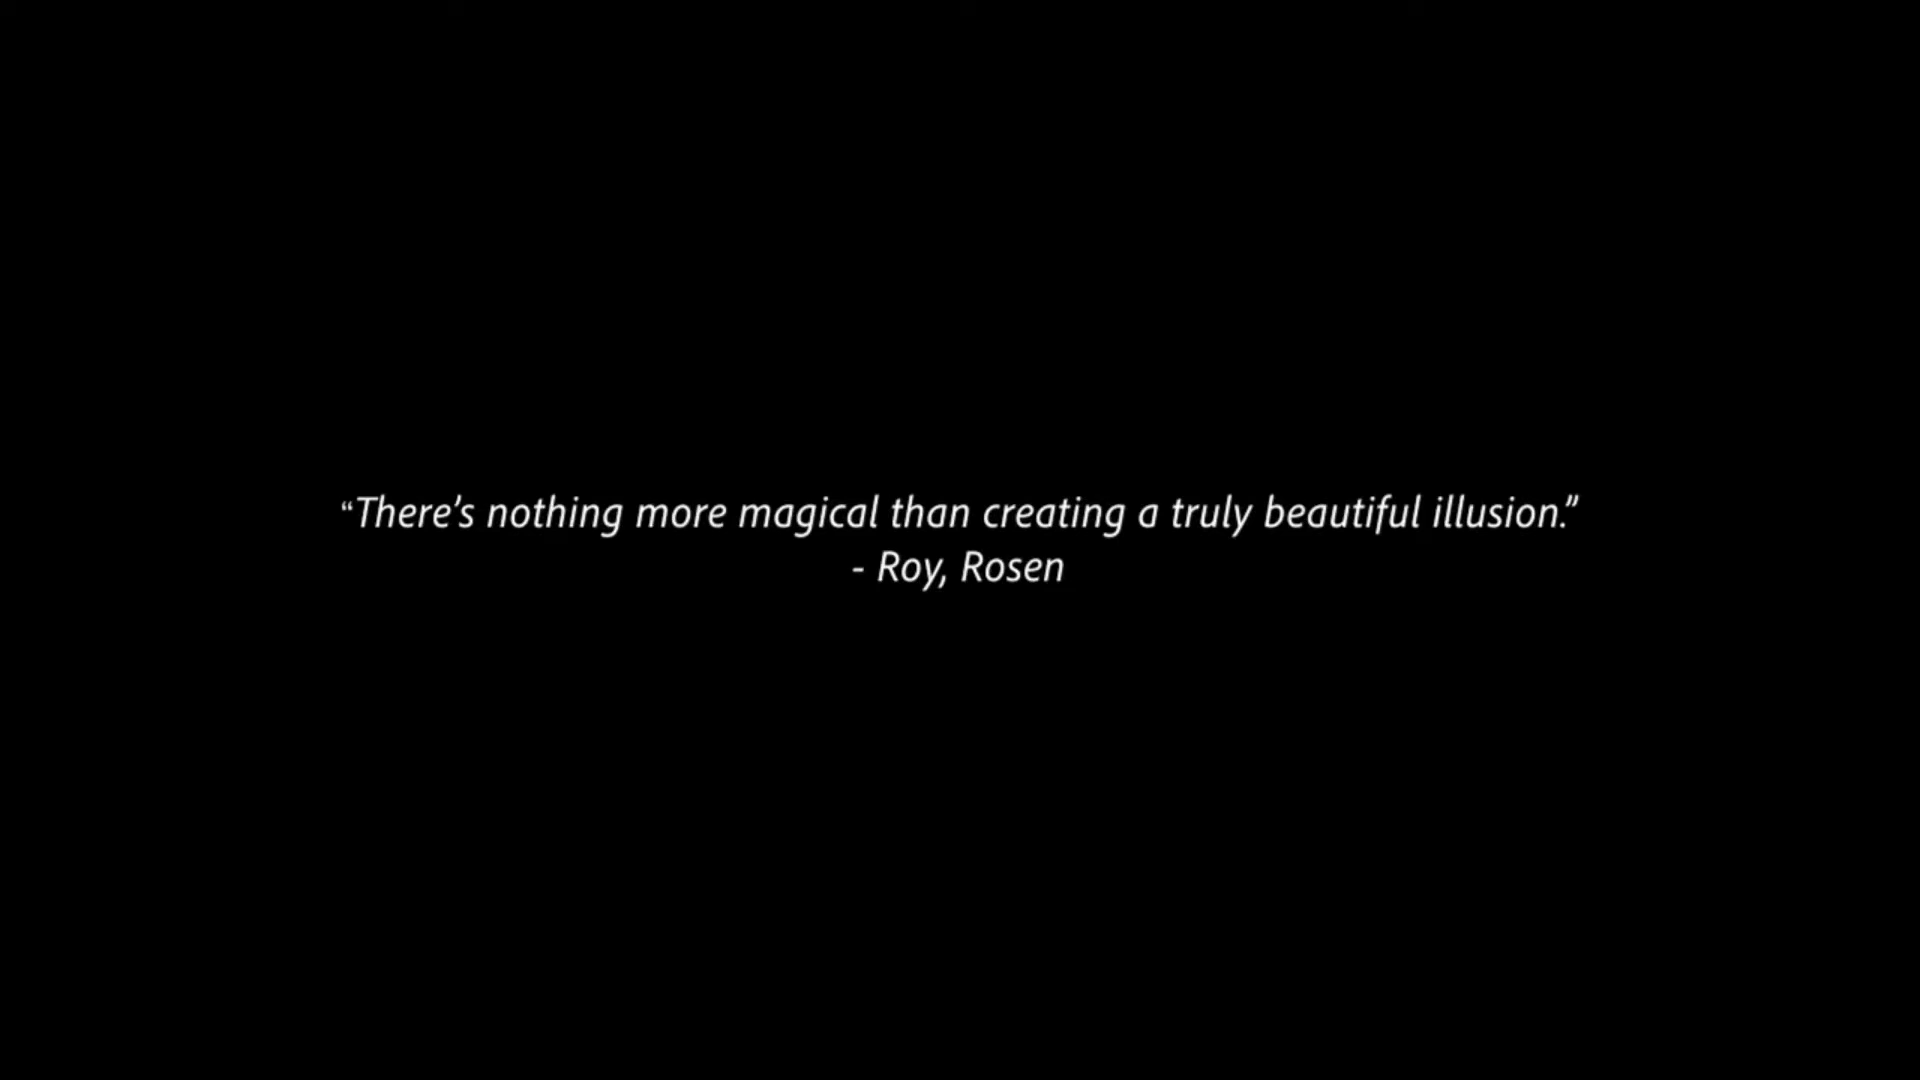 “There’s nothing more magical than creating a truly beautiful illusion.”
- Roy, Rosen